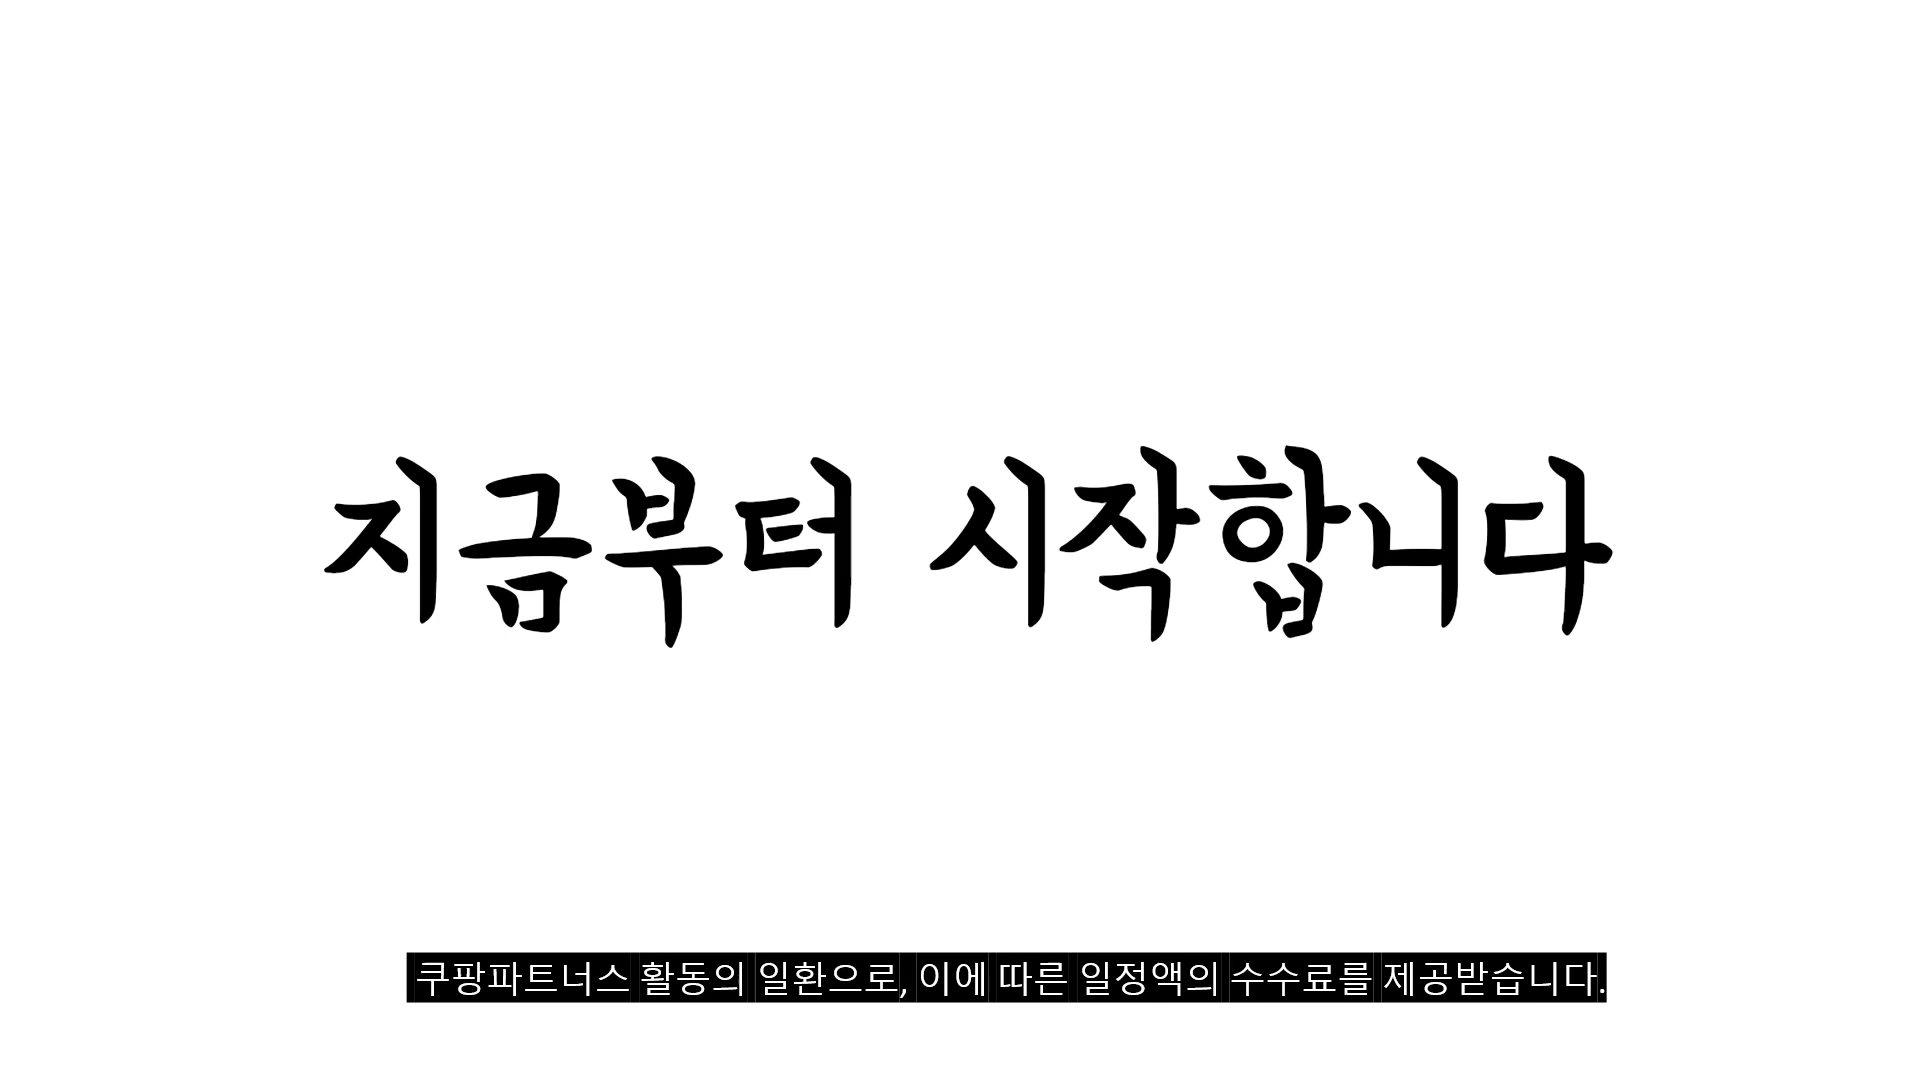 지금부터 시작합니다
쿠팡파트너스 활동의 일환으로, 이에 따른 일정액의 수수료를 제공받습니다.